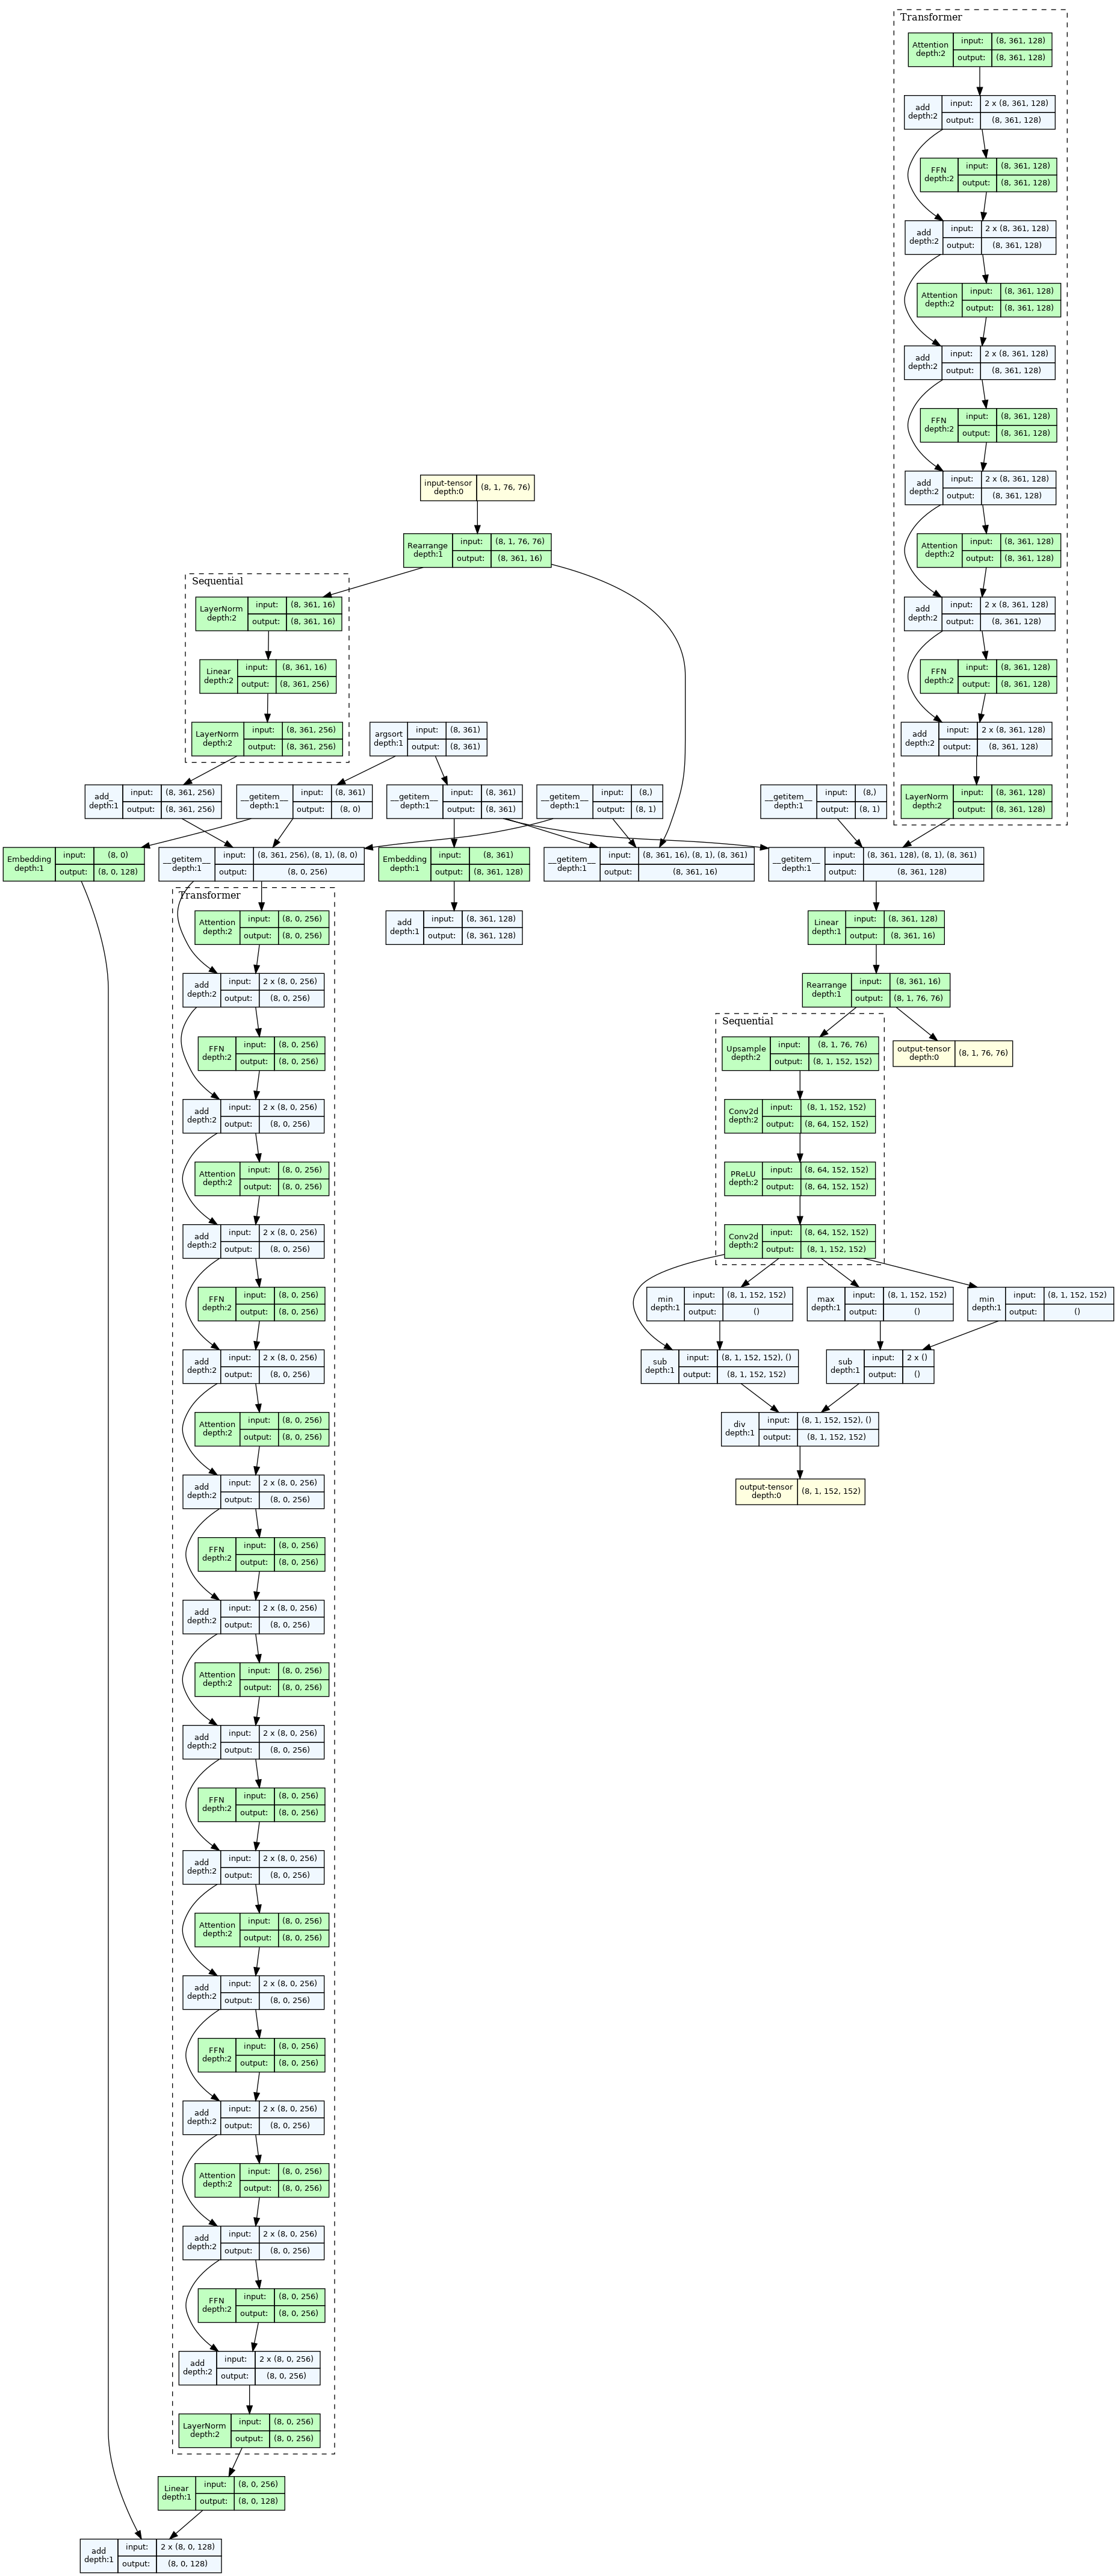 Transformer
Attention input: (8, 361, 128)
depth:2 output: (8, 361, 128)
add input: 2 x (8, 361, 128)
depth:2 output: (8, 361, 128)
FFN input: (8, 361, 128)
depth:2 output: (8, 361, 128)
add input: 2 x (8, 361, 128)
depth:2 output: (8, 361, 128)
Attention input: (8, 361, 128)
depth:2 output: (8, 361, 128)
add input: 2 x (8, 361, 128)
depth:2 output: (8, 361, 128)
FFN input: (8, 361, 128)
depth:2 output: (8, 361, 128)
add input: 2 x (8, 361, 128)
depth:2 output: (8, 361, 128)
Attention input: (8, 361, 128)
depth:2 output: (8, 361, 128)
add input: 2 x (8, 361, 128)
depth:2 output: (8, 361, 128)
FFN input: (8, 361, 128)
depth:2 output: (8, 361, 128)
add input: 2 x (8, 361, 128)
depth:2 output: (8, 361, 128)
LayerNorm input: (8, 361, 128)
depth:2 output: (8, 361, 128)
input-tensor (8, 1, 76, 76)
depth:0
Rearrange input: (8, 1, 76, 76)
depth:1 output: (8, 361, 16)
Sequential
LayerNorm input: (8, 361, 16)
depth:2 output: (8, 361, 16)
Linear input: (8, 361, 16)
depth:2 output: (8, 361, 256)
LayerNorm input: (8, 361, 256)
depth:2 output: (8, 361, 256)
argsort input: (8, 361)
depth:1 output: (8, 361)
add_ input: (8, 361, 256)
depth:1 output: (8, 361, 256)
__getitem__ input: (8, 361)
depth:1 output: (8, 0)
__getitem__ input: (8, 361)
depth:1 output: (8, 361)
__getitem__ input: (8,)
depth:1 output: (8, 1)
__getitem__ input: (8,)
depth:1 output: (8, 1)
Embedding input: (8, 0)
depth:1 output: (8, 0, 128)
__getitem__ input: (8, 361, 256), (8, 1), (8, 0)
depth:1 output: (8, 0, 256)
Embedding input: (8, 361)
depth:1 output: (8, 361, 128)
__getitem__ input: (8, 361, 16), (8, 1), (8, 361)
depth:1 output: (8, 361, 16)
__getitem__ input: (8, 361, 128), (8, 1), (8, 361)
depth:1 output: (8, 361, 128)
add input: (8, 361, 128)
depth:1 output: (8, 361, 128)
Linear input: (8, 361, 128)
depth:1 output: (8, 361, 16)
Rearrange input: (8, 361, 16)
depth:1 output: (8, 1, 76, 76)
output-tensor (8, 1, 76, 76)
depth:0
Sequential
Upsample input: (8, 1, 76, 76)
depth:2 output: (8, 1, 152, 152)
Conv2d input: (8, 1, 152, 152)
depth:2 output: (8, 64, 152, 152)
PReLU input: (8, 64, 152, 152)
depth:2 output: (8, 64, 152, 152)
Conv2d input: (8, 64, 152, 152)
depth:2 output: (8, 1, 152, 152)
min input: (8, 1, 152, 152)
depth:1 output: ()
max input: (8, 1, 152, 152)
depth:1 output: ()
min input: (8, 1, 152, 152)
depth:1 output: ()
sub input: (8, 1, 152, 152), ()
depth:1 output: (8, 1, 152, 152)
sub input: 2 x ()
depth:1 output: ()
div input: (8, 1, 152, 152), ()
depth:1 output: (8, 1, 152, 152)
output-tensor (8, 1, 152, 152)
depth:0
Transformer
Attention input: (8, 0, 256)
depth:2 output: (8, 0, 256)
add input: 2 x (8, 0, 256)
depth:2 output: (8, 0, 256)
FFN input: (8, 0, 256)
depth:2 output: (8, 0, 256)
add input: 2 x (8, 0, 256)
depth:2 output: (8, 0, 256)
Attention input: (8, 0, 256)
depth:2 output: (8, 0, 256)
add input: 2 x (8, 0, 256)
depth:2 output: (8, 0, 256)
FFN input: (8, 0, 256)
depth:2 output: (8, 0, 256)
add input: 2 x (8, 0, 256)
depth:2 output: (8, 0, 256)
Attention input: (8, 0, 256)
depth:2 output: (8, 0, 256)
add input: 2 x (8, 0, 256)
depth:2 output: (8, 0, 256)
FFN input: (8, 0, 256)
depth:2 output: (8, 0, 256)
add input: 2 x (8, 0, 256)
depth:2 output: (8, 0, 256)
Attention input: (8, 0, 256)
depth:2 output: (8, 0, 256)
add input: 2 x (8, 0, 256)
depth:2 output: (8, 0, 256)
FFN input: (8, 0, 256)
depth:2 output: (8, 0, 256)
add input: 2 x (8, 0, 256)
depth:2 output: (8, 0, 256)
Attention input: (8, 0, 256)
depth:2 output: (8, 0, 256)
add input: 2 x (8, 0, 256)
depth:2 output: (8, 0, 256)
FFN input: (8, 0, 256)
depth:2 output: (8, 0, 256)
add input: 2 x (8, 0, 256)
depth:2 output: (8, 0, 256)
Attention input: (8, 0, 256)
depth:2 output: (8, 0, 256)
add input: 2 x (8, 0, 256)
depth:2 output: (8, 0, 256)
FFN input: (8, 0, 256)
depth:2 output: (8, 0, 256)
add input: 2 x (8, 0, 256)
depth:2 output: (8, 0, 256)
LayerNorm input: (8, 0, 256)
depth:2 output: (8, 0, 256)
Linear input: (8, 0, 256)
depth:1 output: (8, 0, 128)
add input: 2 x (8, 0, 128)
depth:1 output: (8, 0, 128)